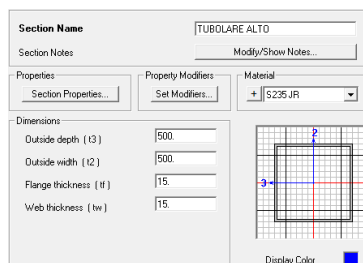 Section Name TUBOLARE ALTO
Section Notes Modify/Show Notes...
Properties Property Modifiers Material
Section Properties... Set Modifiers... + S235JR
Dimensions
Outside depth ( t3 ) 500.
Outside width ( t2 ) 500.
Flange thickness ( tf ) 15.
Web thickness ( tw ) 15.
2
3
Display Color